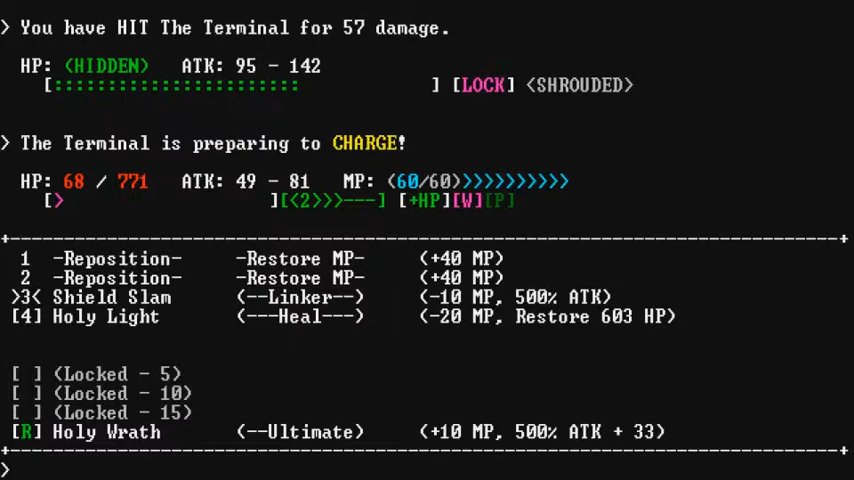 > You have HIT The Terminal for 57 damage.
HP: (HIDDEN) ATK: 95 - 142
[::::::::::::::::::::::: ] [LOCK] <SHROUDED>
> The Terminal is preparing to CHARGE!
HP: 68 / 771 ATK: 49 - 81 MP: (60/60)>>>>>>>>>>
[> ][<2>>>---] [+HP][W][P]
+------------------------------------------------------------------------------+
1 -Reposition- -Restore MP- (+40 MP)
2 -Reposition- -Restore MP- (+40 MP)
>3< Shield Slam (--Linker--) (-10 MP, 500% ATK)
[4] Holy Light (---Heal---) (-20 MP, Restore 603 HP)
[ ] (Locked - 5)
[ ] (Locked - 10)
[ ] (Locked - 15)
[R] Holy Wrath (--Ultimate) (+10 MP, 500% ATK + 33)
+------------------------------------------------------------------------------+
>